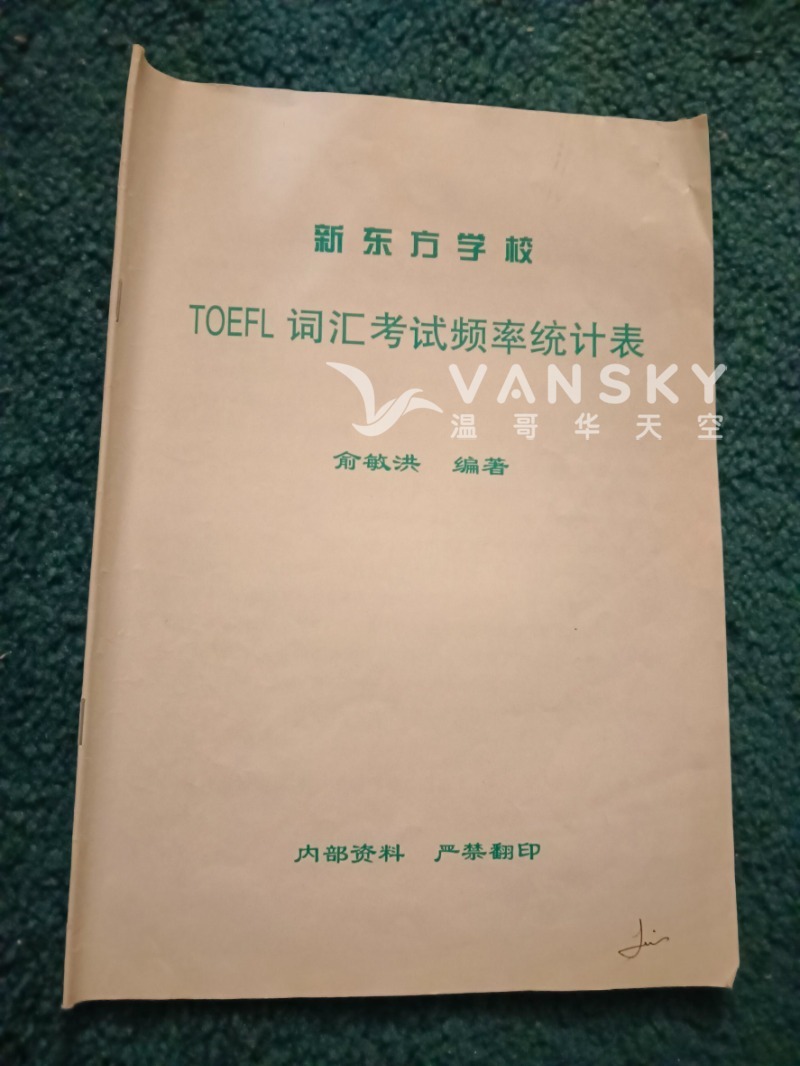 新东方学校
TOEFL 词汇考试频率统计表
VANSKY
温哥华天空
俞敏洪 编著
内部资料 严禁翻印